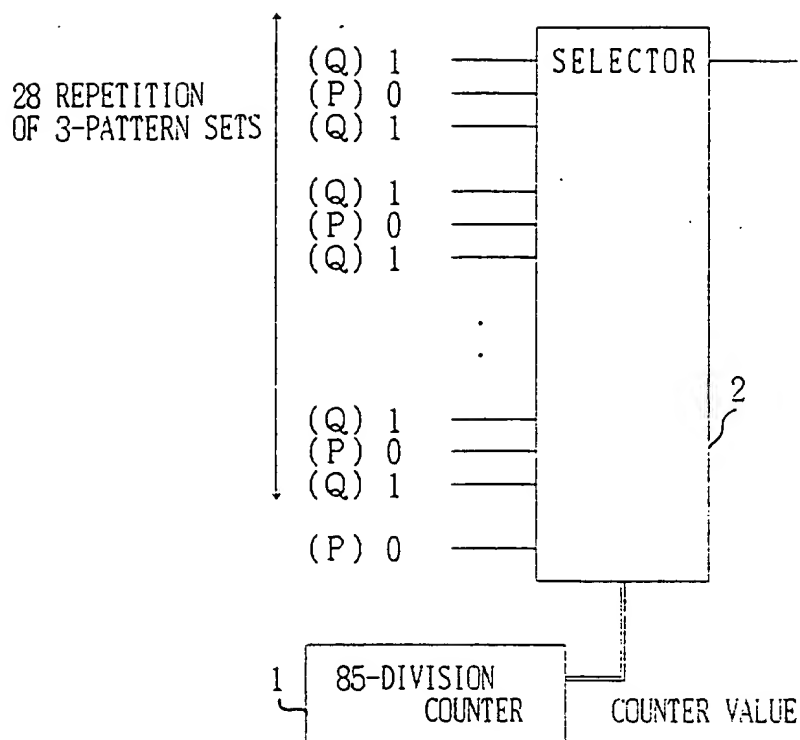 (Q) 1
SELECTOR
(P) 0
28 REPETITION
OF 3-PATTERN SETS
(Q) 1
(Q) 1
(P) 0
(Q) 1
2
(Q) 1
(P) 0
(Q) 1
(P) 0
1
85-DIVISION
COUNTER
COUNTER VALUE